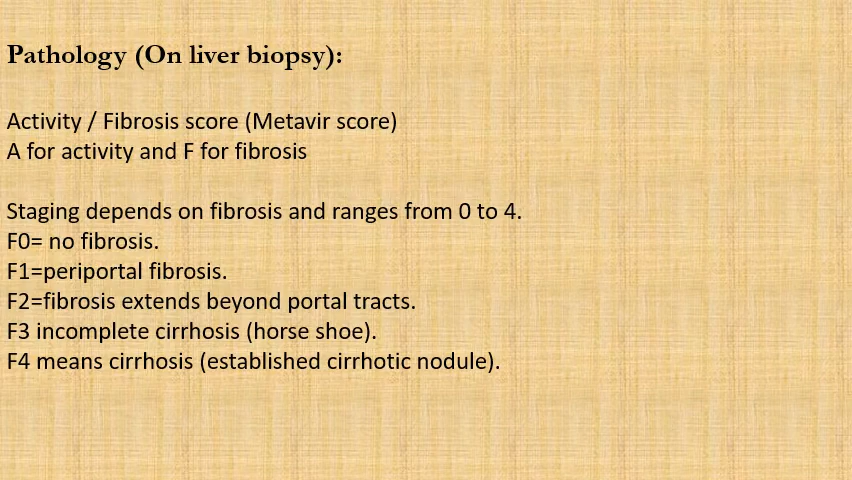 Pathology (On liver biopsy):
Activity / Fibrosis score (Metavir score)
A for activity and F for fibrosis
Staging depends on fibrosis and ranges from 0 to 4.
F0= no fibrosis.
F1=periportal fibrosis.
F2=fibrosis extends beyond portal tracts.
F3 incomplete cirrhosis (horse shoe).
F4 means cirrhosis (established cirrhotic nodule).